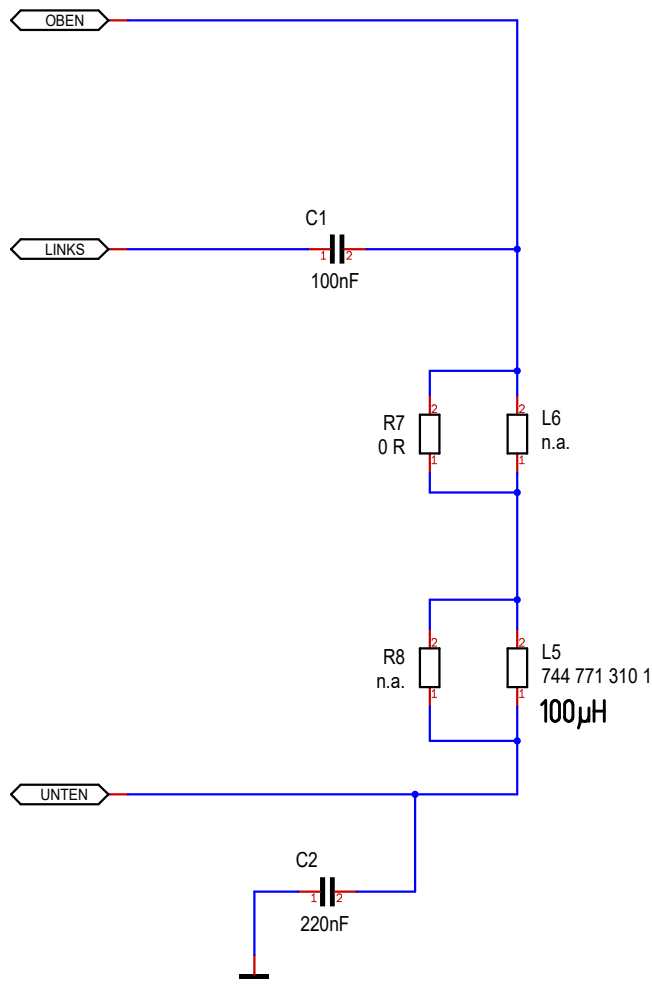 OBEN
C1
LINKS
1 2
100nF
2 2
R7 L6
0 R n.a.
1 1
2 2
R8 L5
n.a. 744 771 310 1
1 1
100µH
UNTEN
C2
1 2
220nF